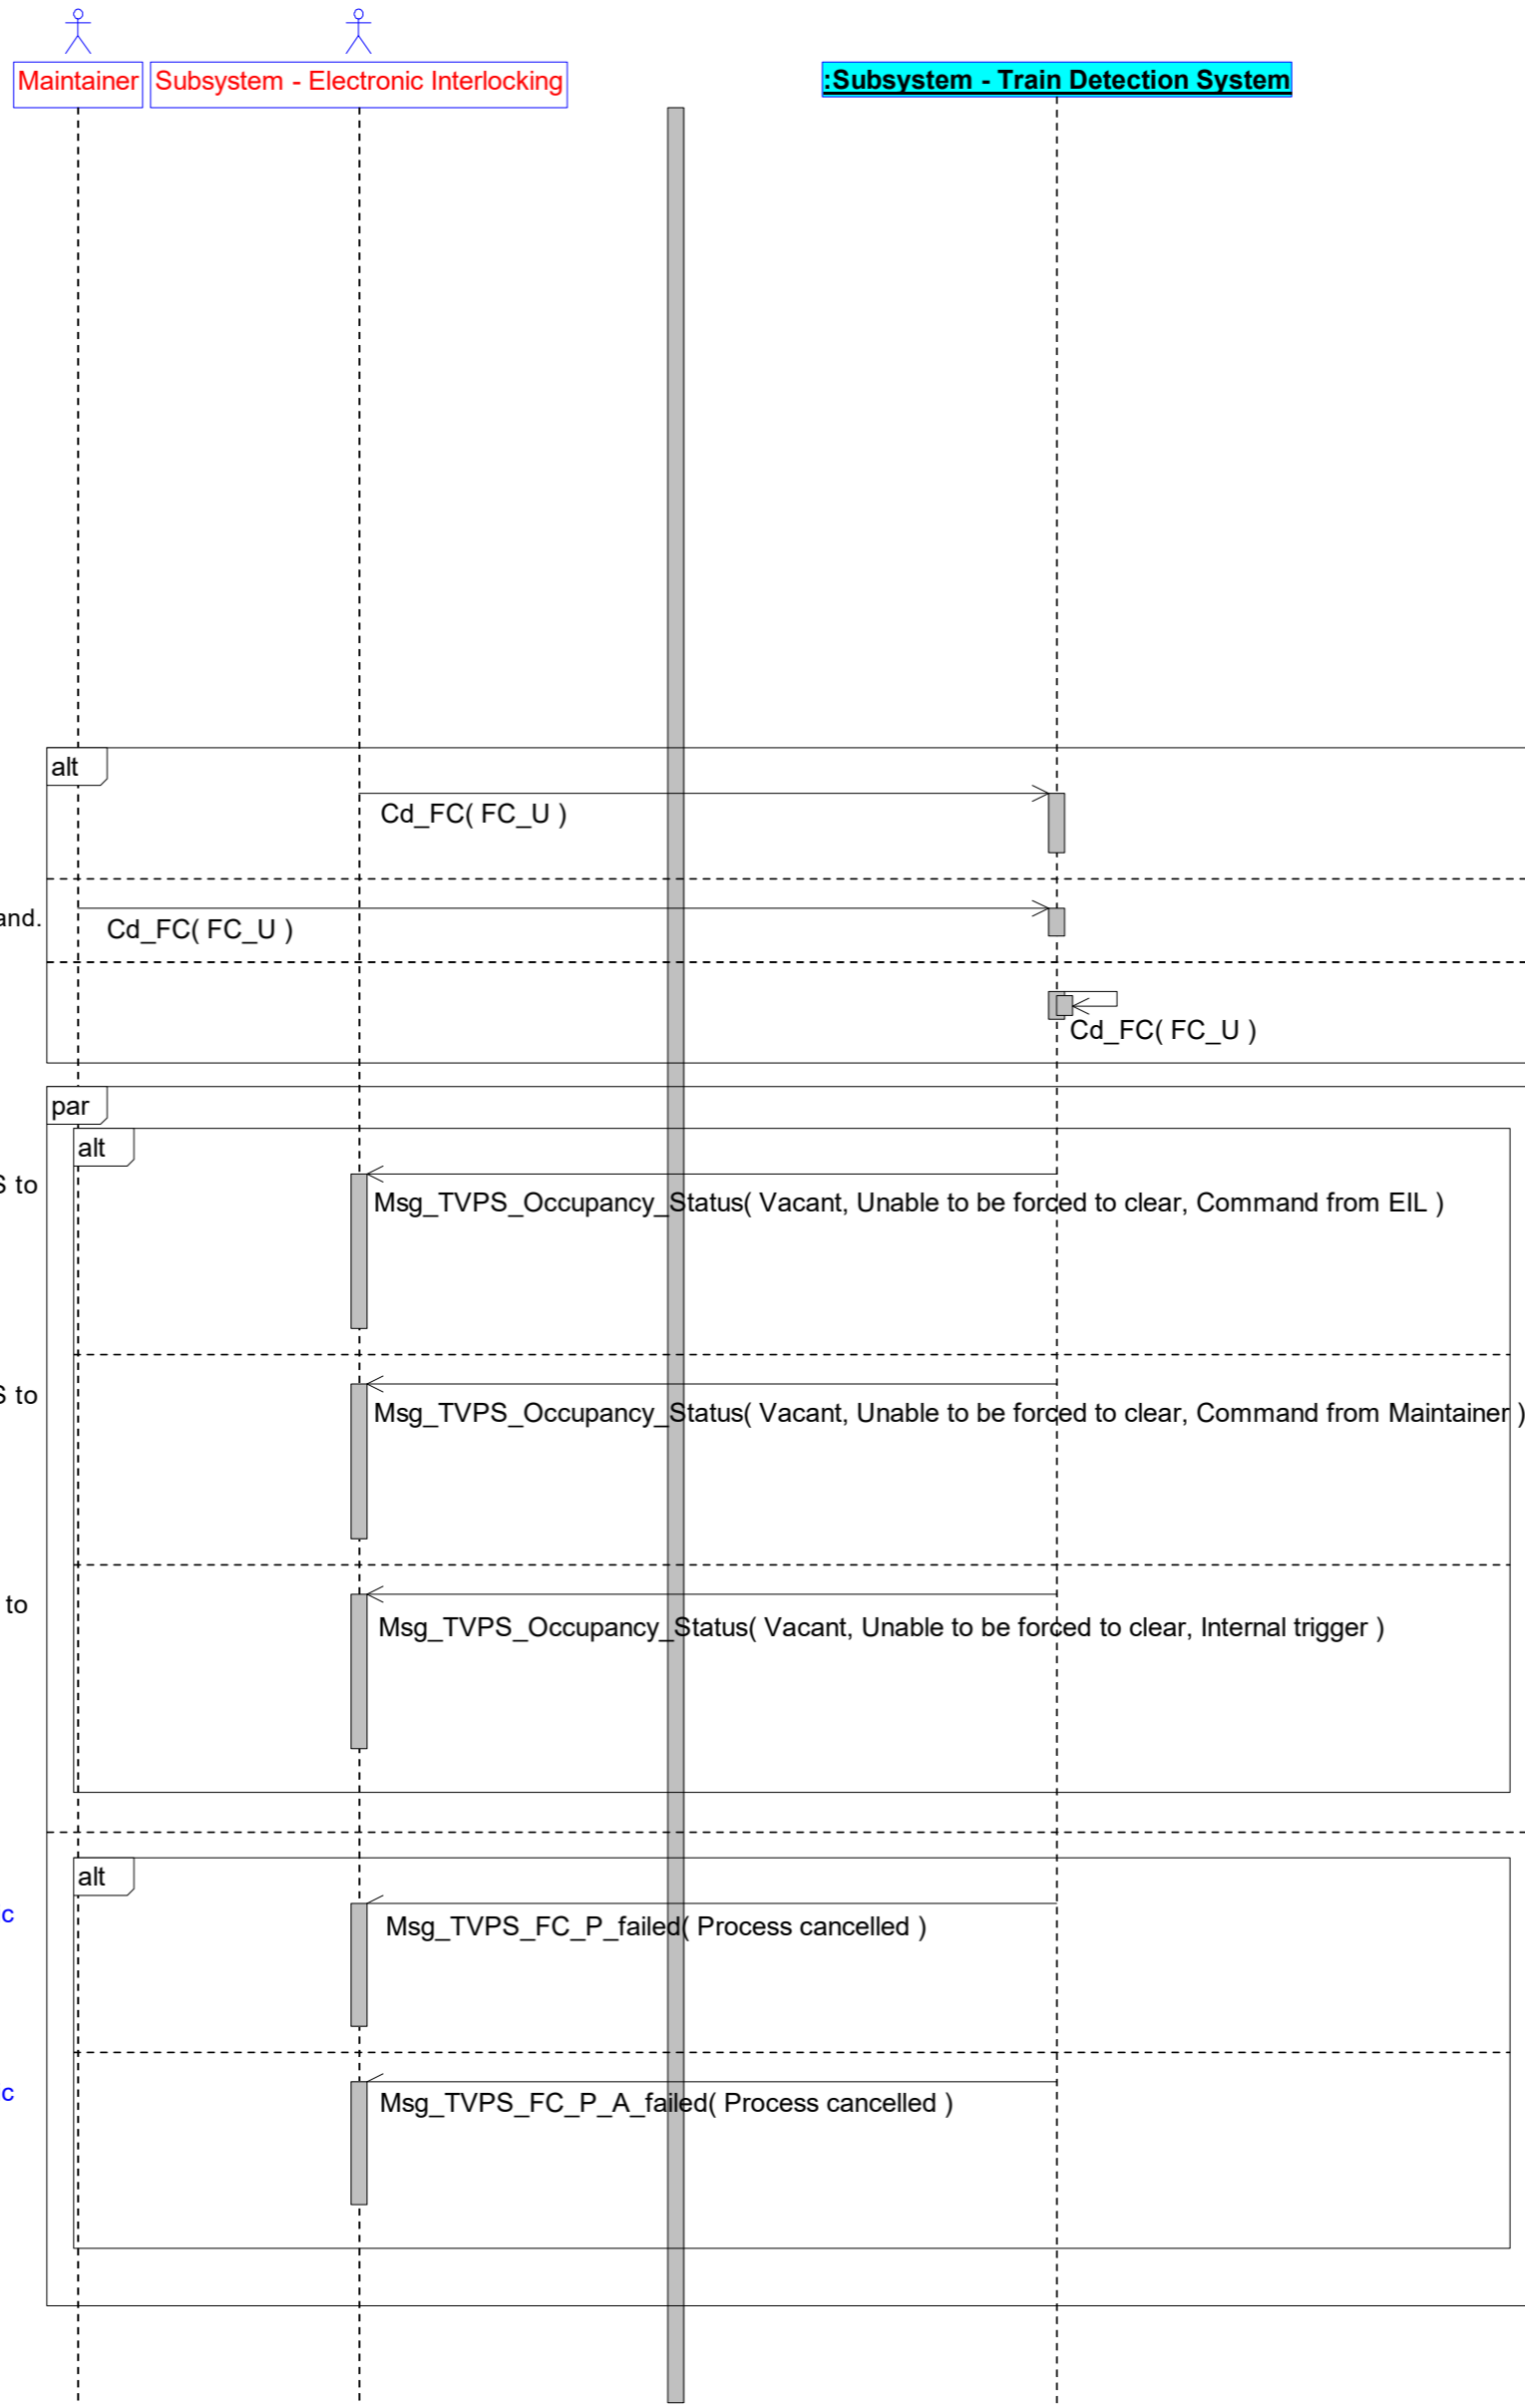 Maintainer
Subsystem - Electronic Interlocking
:Subsystem - Train Detection System
alt
Cd_FC( FC_U )
and.
Cd_FC( FC_U )
Cd_FC( FC_U )
par
alt
S to
Msg_TVPS_Occupancy_Status( Vacant, Unable to be forced to clear, Command from EIL )
S to
Msg_TVPS_Occupancy_Status( Vacant, Unable to be forced to clear, Command from Maintainer )
to
Msg_TVPS_Occupancy_Status( Vacant, Unable to be forced to clear, Internal trigger )
alt
c
Msg_TVPS_FC_P_failed( Process cancelled )
c
Msg_TVPS_FC_P_A_failed( Process cancelled )